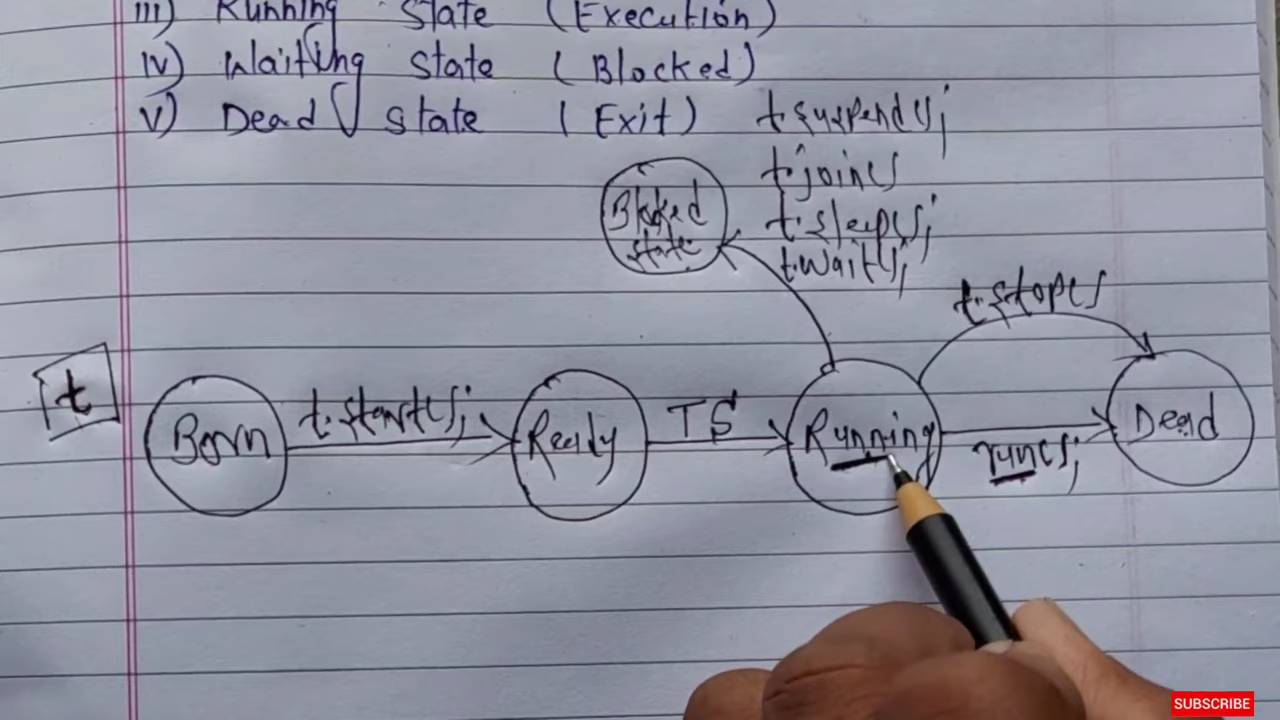 iii) Running State (Execution)
iv) Waiting state (Blocked)
v) Dead state (Exit)
t.suspend();
t.join()
t.sleep();
t.wait();
Blocked
state
t.stop()
t
Born
t.start();
Ready
TS
Running
run();
Dead
SUBSCRIBE